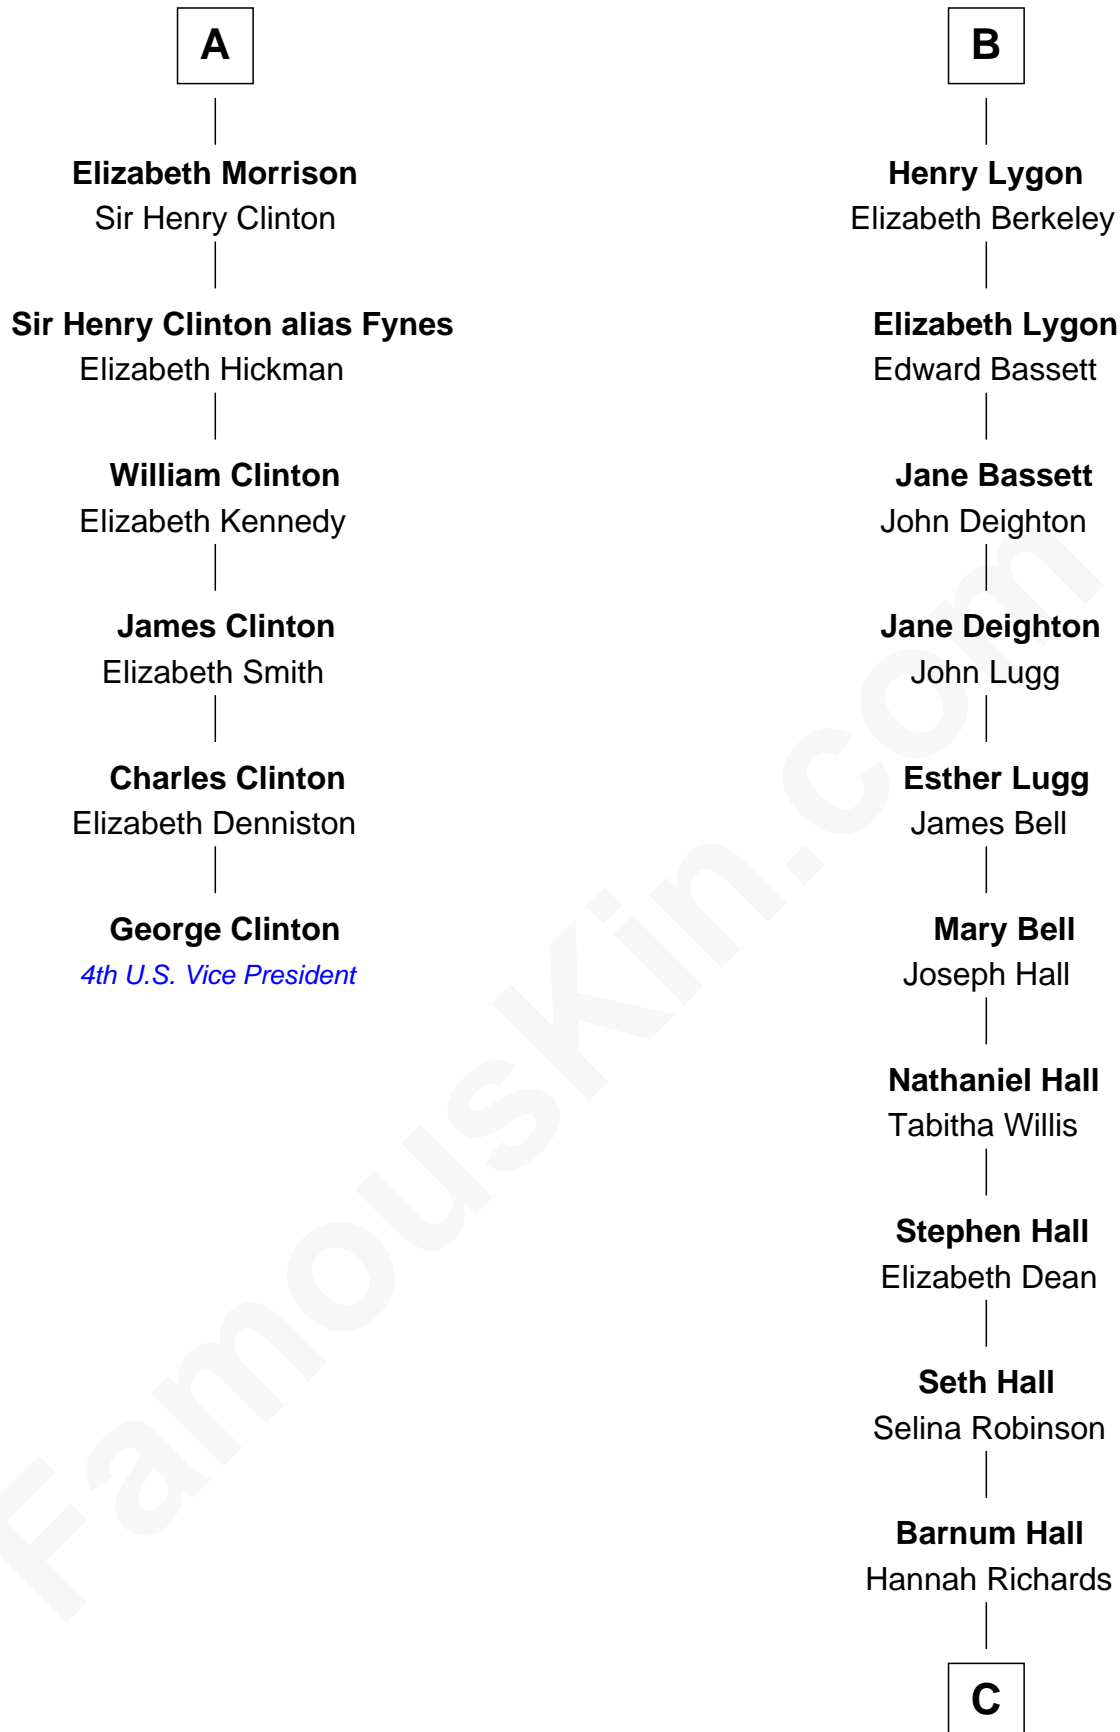 A
Elizabeth Morrison
Sir Henry Clinton
Sir Henry Clinton alias Fynes
Elizabeth Hickman
William Clinton
Elizabeth Kennedy
James Clinton
Elizabeth Smith
Charles Clinton
Elizabeth Denniston
George Clinton
4th U.S. Vice President
B
Henry Lygon
Elizabeth Berkeley
Elizabeth Lygon
Edward Bassett
Jane Bassett
John Deighton
Jane Deighton
John Lugg
Esther Lugg
James Bell
Mary Bell
Joseph Hall
Nathaniel Hall
Tabitha Willis
Stephen Hall
Elizabeth Dean
Seth Hall
Selina Robinson
Barnum Hall
Hannah Richards
C
FamousKin.com